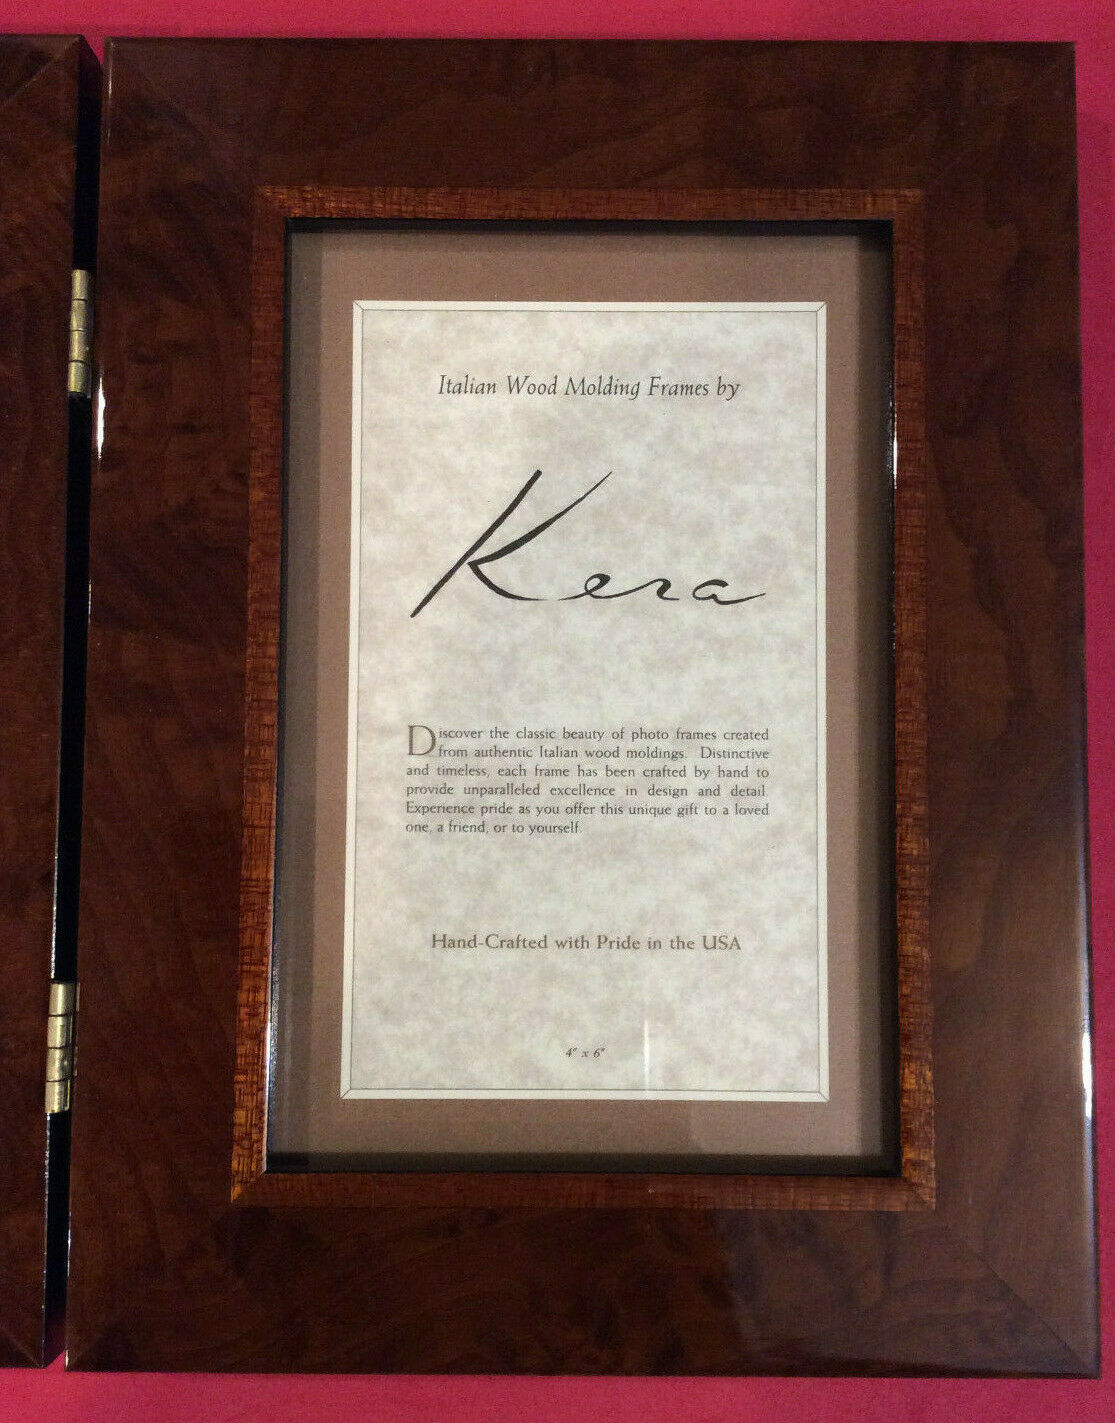 Italian Wood Molding Frames by
Kera
Discover the classic beauty of photo frames created
from authentic Italian wood moldings. Distinctive
and timeless, each frame has been crafted by hand to
provide unparalleled excellence in design and detail.
Experience pride as you offer this unique gift to a loved
one, a friend, or to yourself.
Hand-Crafted with Pride in the USA
4" x 6"